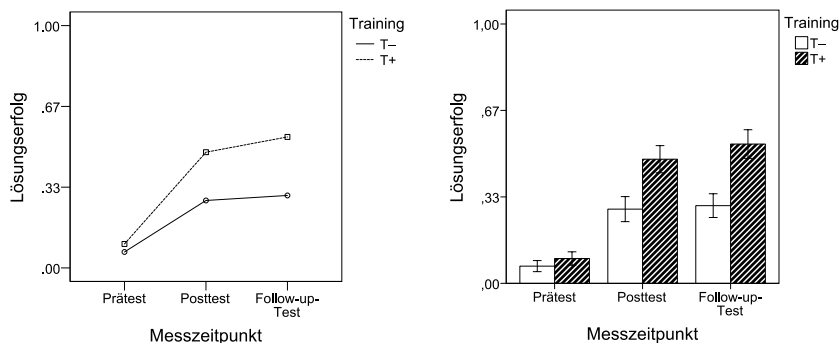 Training
T–
T+
1,00
,67
,33
,00
Lösungserfolg
Prätest
Posttest
Follow-up-
Test
Messzeitpunkt
Training
T–
T+
1,00
,67
,33
,00
Lösungserfolg
Prätest
Posttest
Follow-up-
Test
Messzeitpunkt